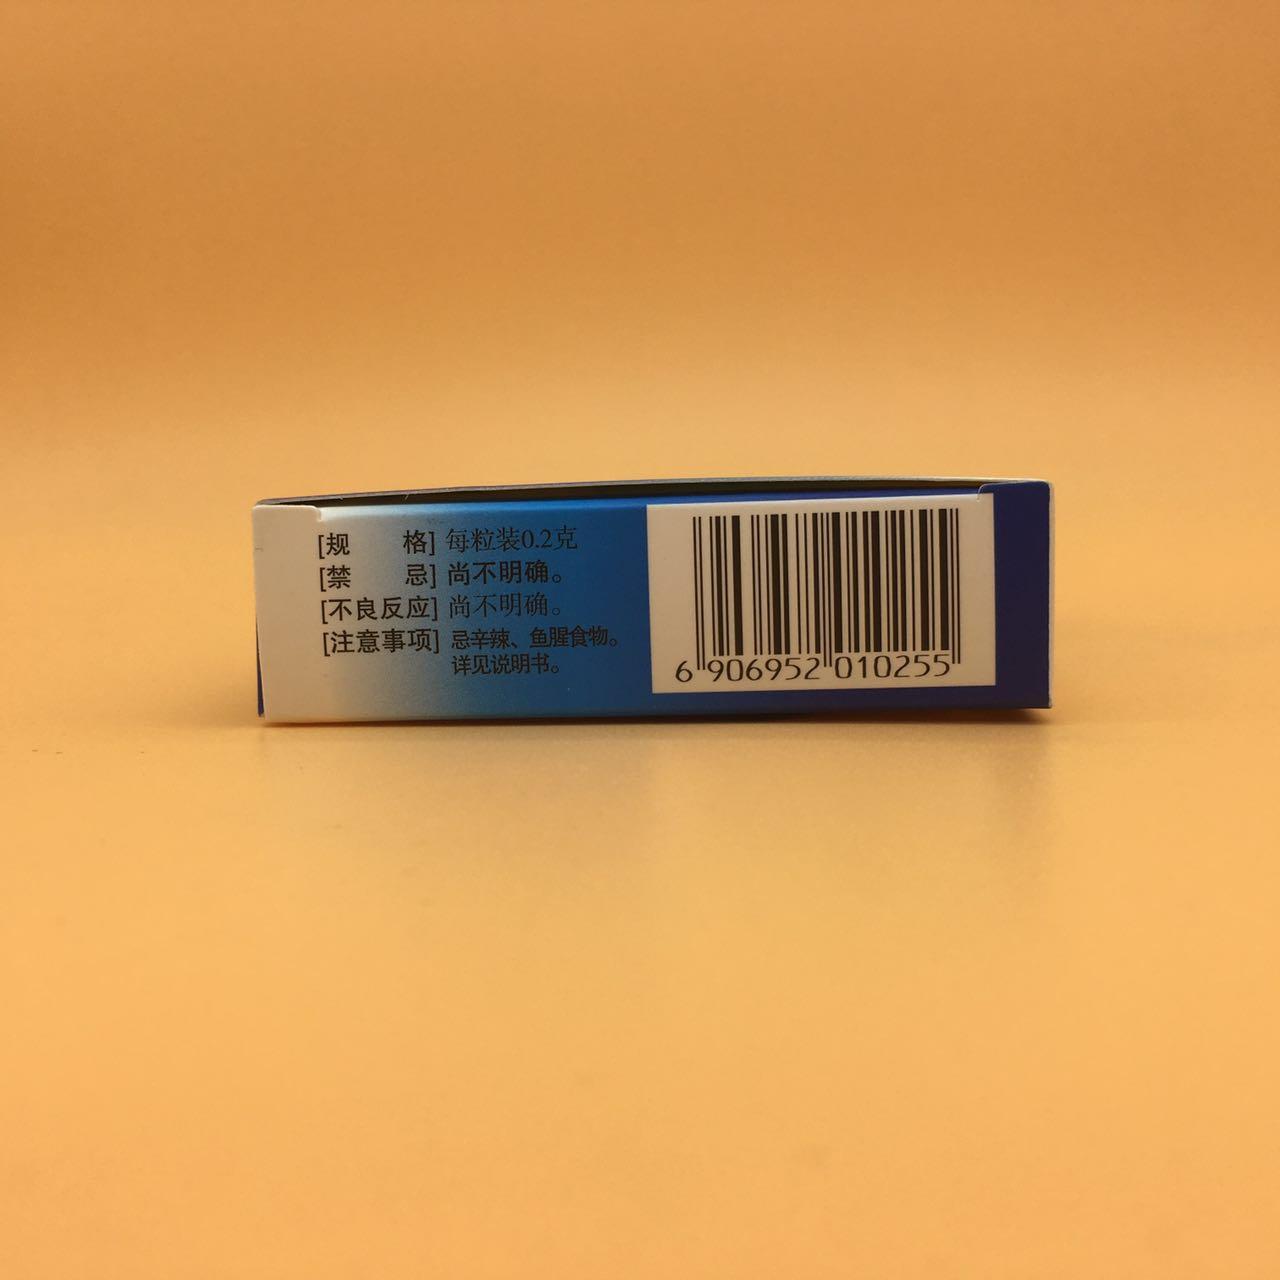 [规 格] 每粒装0.2克
[禁 忌] 尚不明确。
[不良反应] 尚不明确。
[注意事项] 忌辛辣、鱼腥食物。
详见说明书。
6 906952 010255